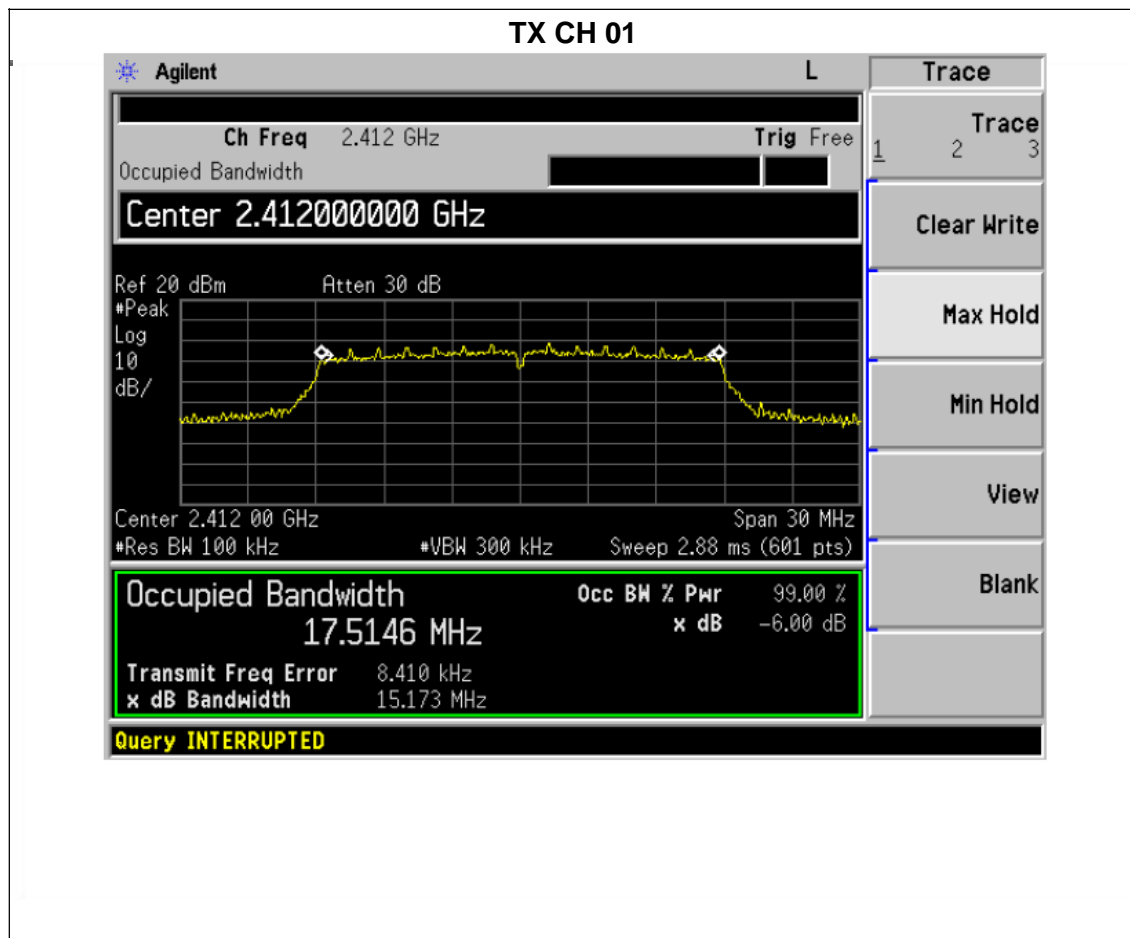 TX CH 01
Agilent L Trace
Ch Freq 2.412 GHz Trig Free
Occupied Bandwidth
Center 2.412000000 GHz
Ref 20 dBm Atten 30 dB
#Peak
Log
10
dB/
Center 2.412 00 GHz Span 30 MHz
#Res BW 100 kHz #VBW 300 kHz Sweep 2.88 ms (601 pts)
Occupied Bandwidth Occ BW % Pwr 99.00 %
17.5146 MHz x dB -6.00 dB
Transmit Freq Error 8.410 kHz
x dB Bandwidth 15.173 MHz
Query INTERRUPTED
Trace
1 2 3
Clear Write
Max Hold
Min Hold
View
Blank